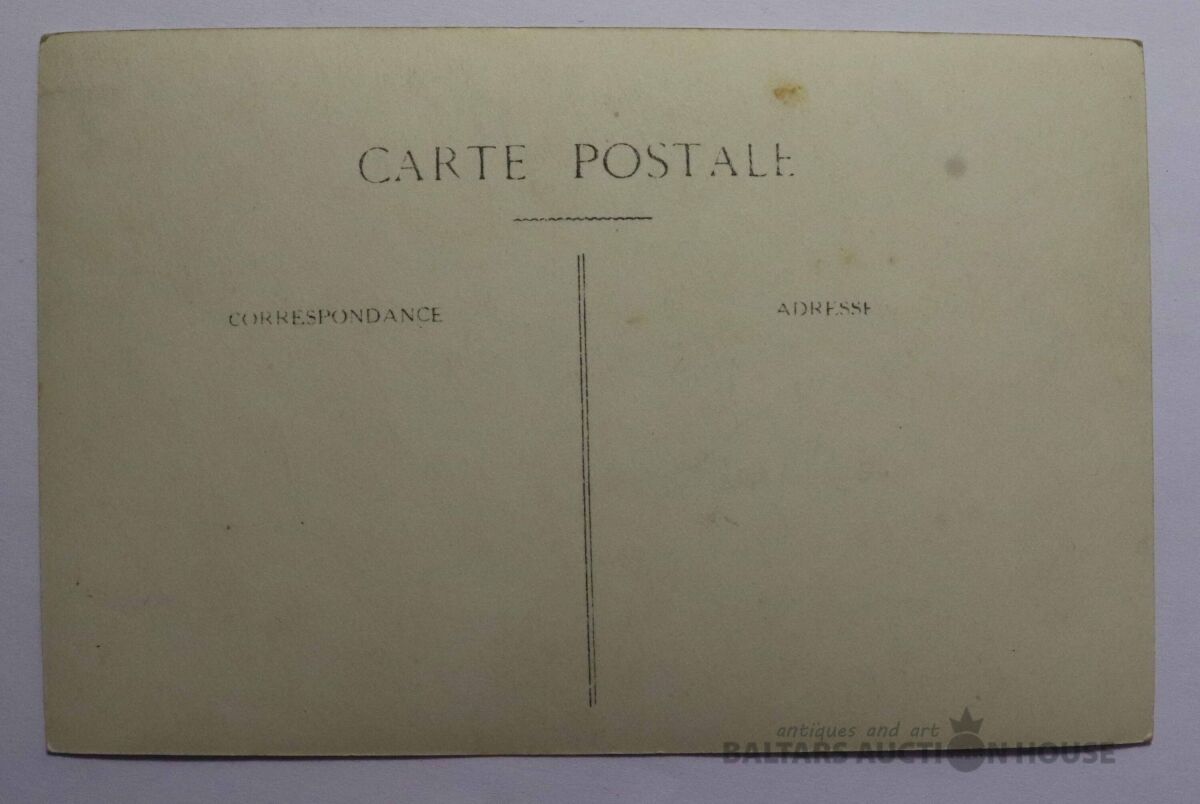 CARTE POSTALE
CORRESPONDANCE
ADRESSE
antiques and art
BALTARS AUCTION HOUSE